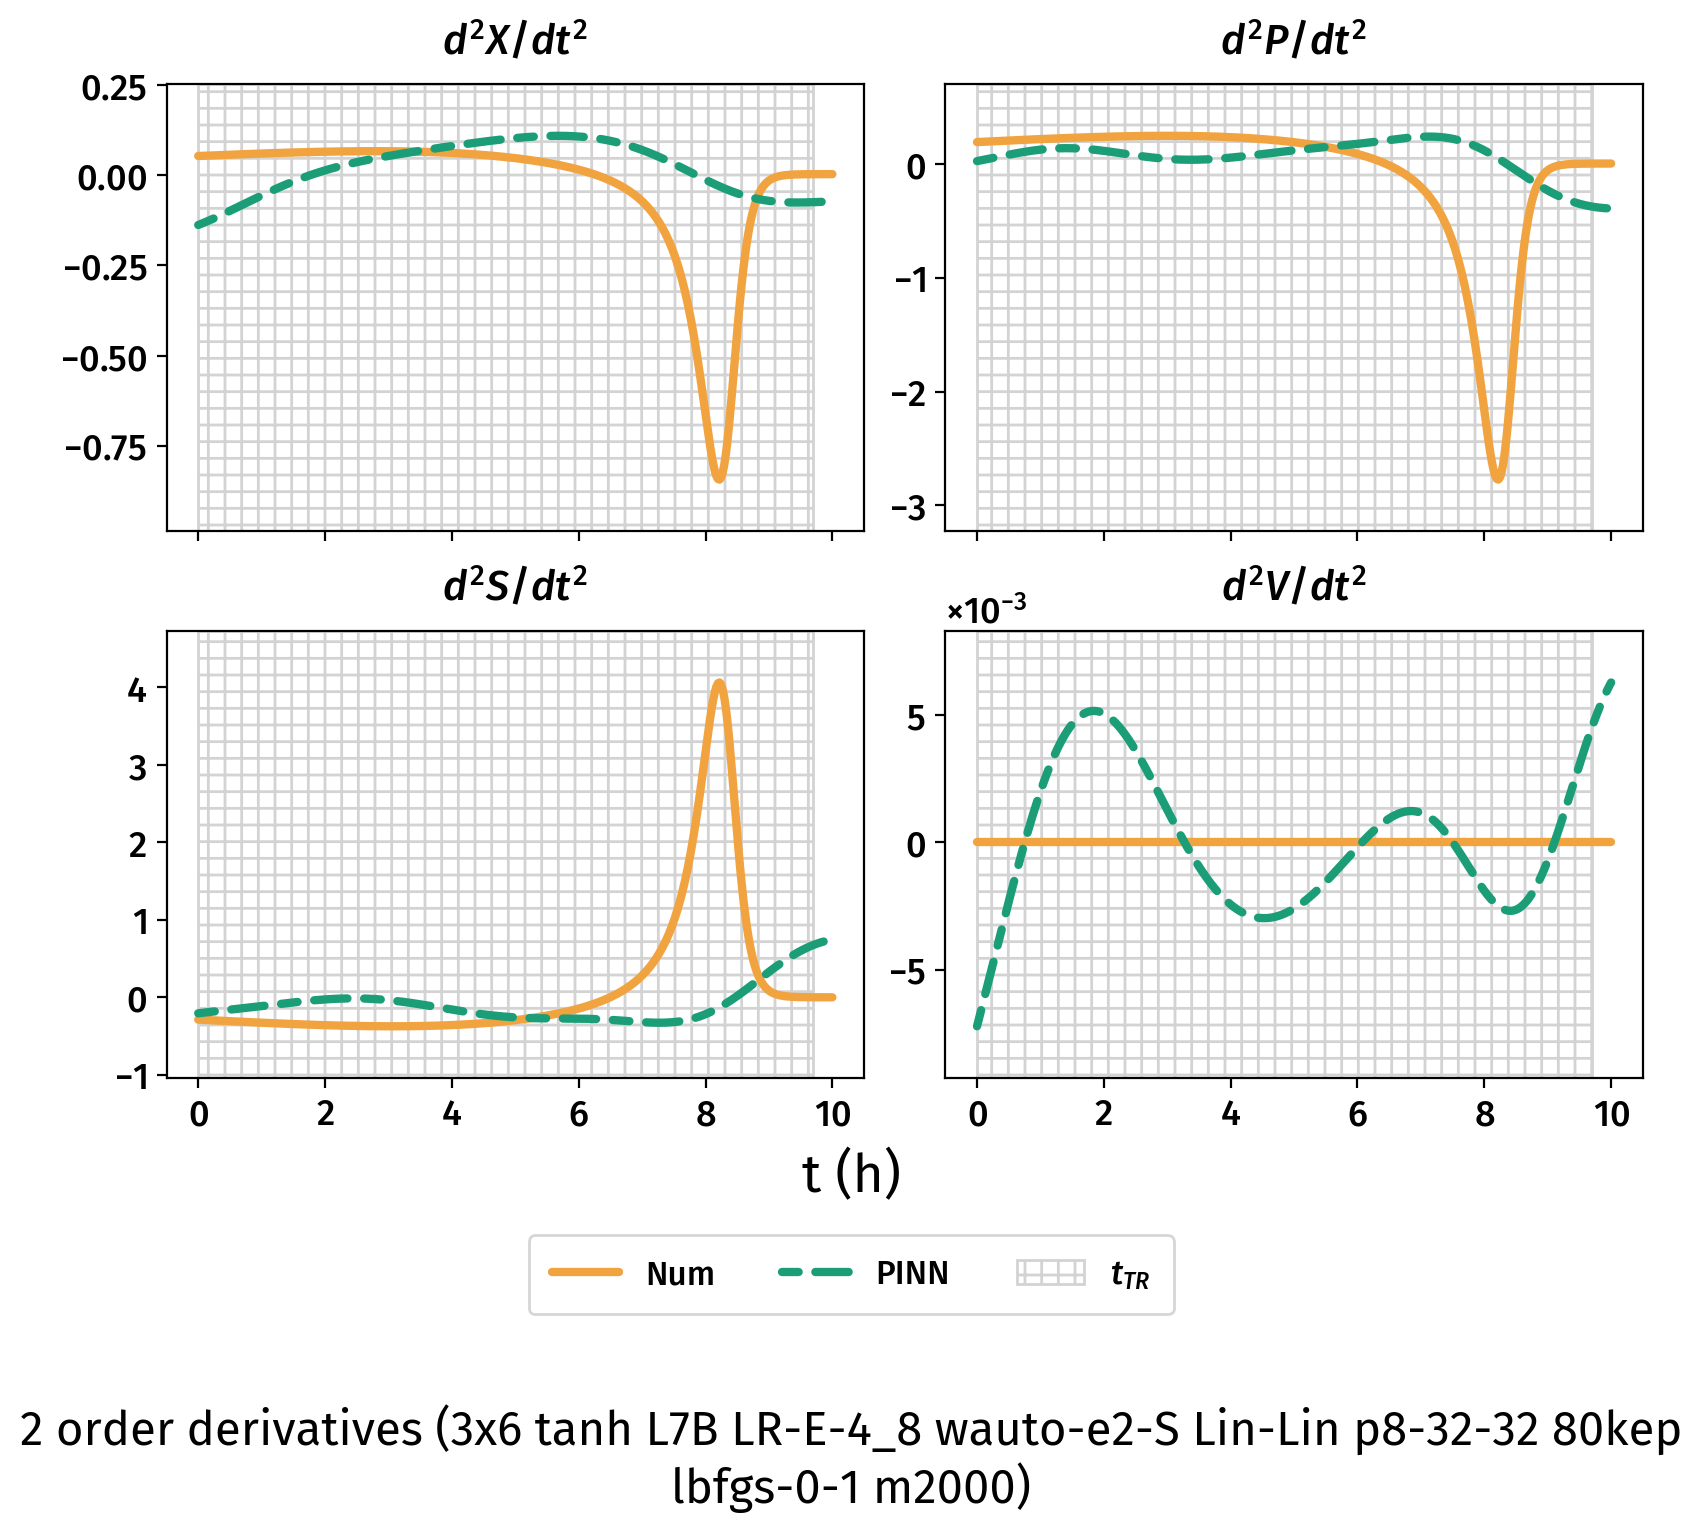 d²X/dt²
d²P/dt²
0.25
0.00
−0.25
−0.50
−0.75
0
−1
−2
−3
d²S/dt²
d²V/dt²
×10⁻³
4
3
2
1
0
−1
5
0
−5
0 2 4 6 8 10
0 2 4 6 8 10
t (h)
Num PINN t_TR
2 order derivatives (3x6 tanh L7B LR-E-4_8 wauto-e2-S Lin-Lin p8-32-32 80kep
lbfgs-0-1 m2000)